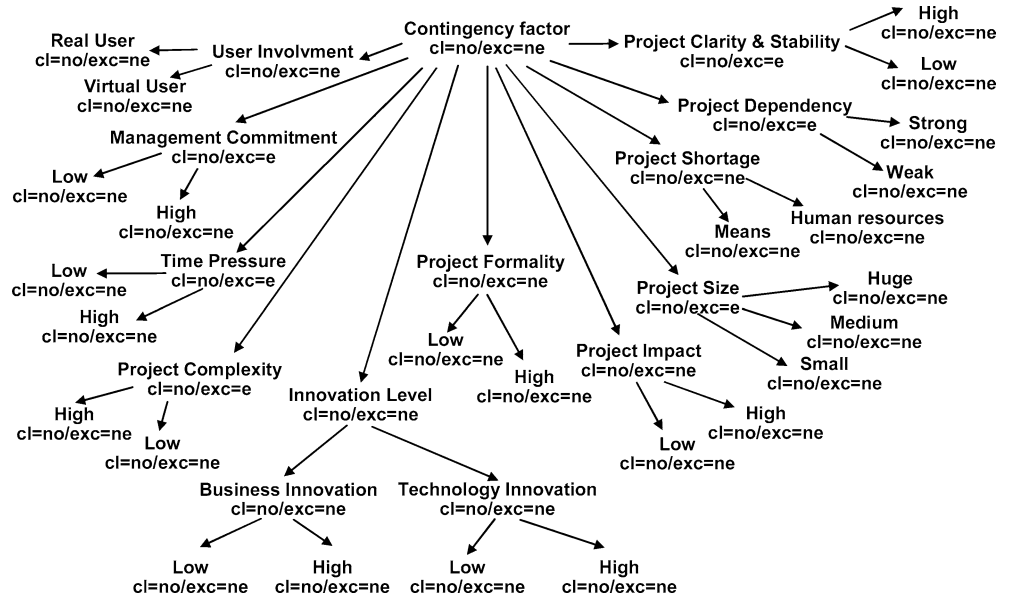 Contingency factor
cl=no/exc=ne
User Involvment
cl=no/exc=ne
Real User
cl=no/exc=ne
Virtual User
cl=no/exc=ne
Management Commitment
cl=no/exc=e
Low
cl=no/exc=ne
High
cl=no/exc=ne
Time Pressure
cl=no/exc=e
Low
cl=no/exc=ne
High
cl=no/exc=ne
Project Complexity
cl=no/exc=e
High
cl=no/exc=ne
Low
cl=no/exc=ne
Innovation Level
cl=no/exc=ne
Business Innovation
cl=no/exc=ne
Low
cl=no/exc=ne
High
cl=no/exc=ne
Technology Innovation
cl=no/exc=ne
Low
cl=no/exc=ne
High
cl=no/exc=ne
Project Formality
cl=no/exc=ne
Low
cl=no/exc=ne
High
cl=no/exc=ne
Project Impact
cl=no/exc=ne
Low
cl=no/exc=ne
High
cl=no/exc=ne
Project Size
cl=no/exc=e
Huge
cl=no/exc=ne
Medium
cl=no/exc=ne
Small
cl=no/exc=ne
Project Shortage
cl=no/exc=ne
Means
cl=no/exc=ne
Human resources
cl=no/exc=ne
Project Dependency
cl=no/exc=e
Strong
cl=no/exc=ne
Weak
cl=no/exc=ne
Project Clarity & Stability
cl=no/exc=e
High
cl=no/exc=ne
Low
cl=no/exc=ne